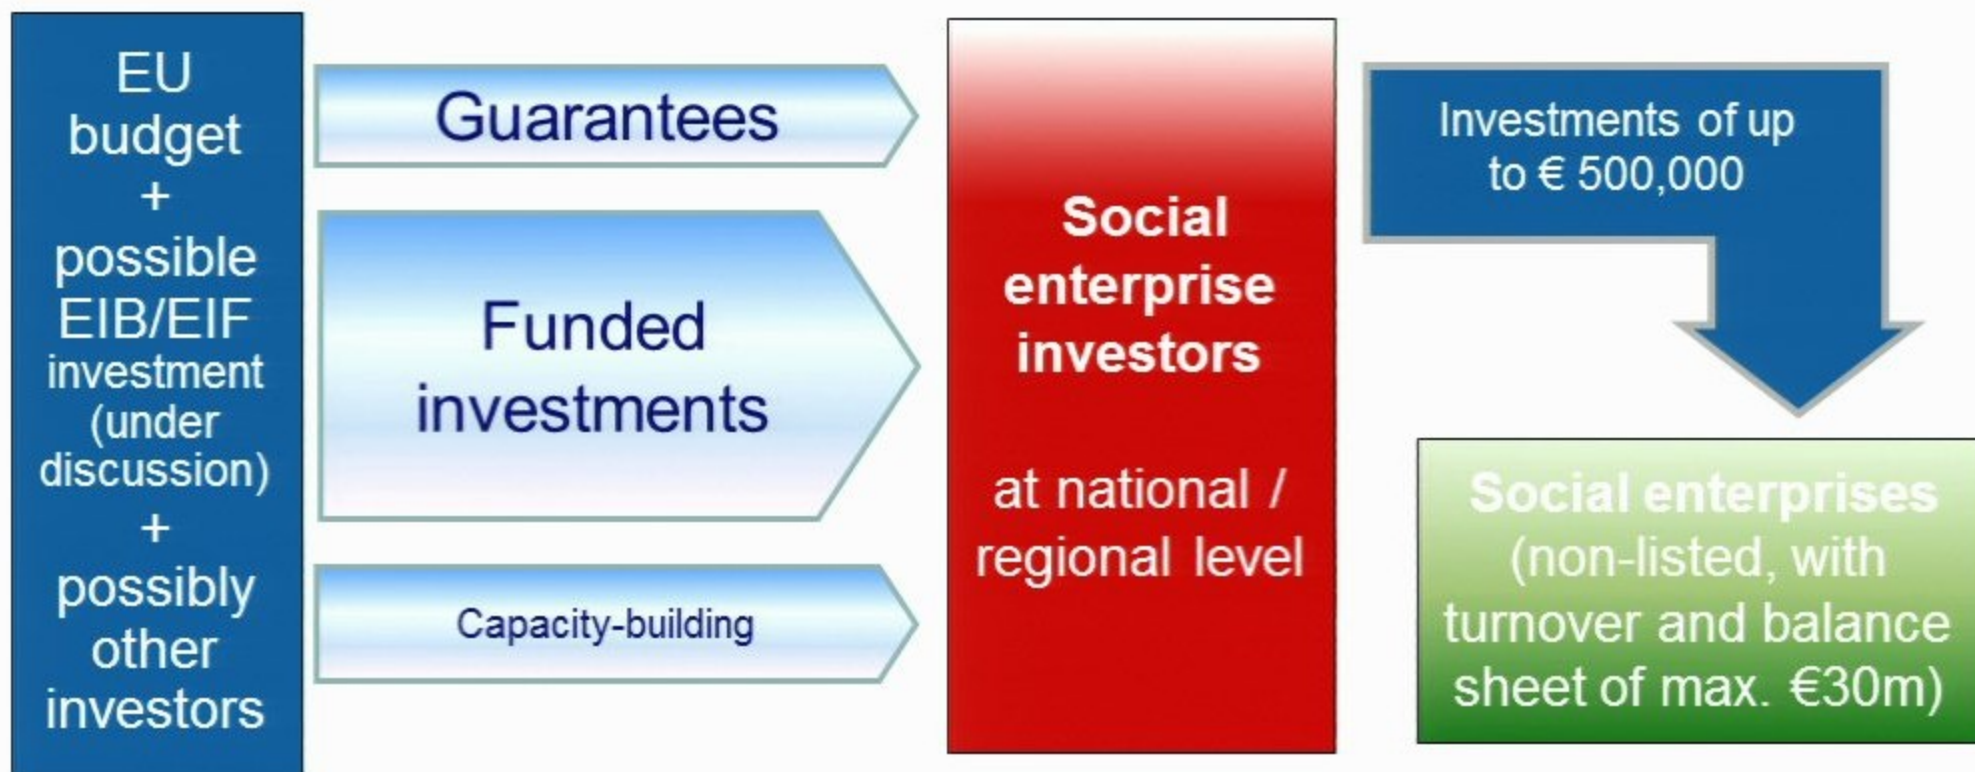 EU
budget
+
possible
EIB/EIF
investment
(under
discussion)
+
possibly
other
investors
Guarantees
Funded
investments
Capacity-building
Social
enterprise
investors
at national /
regional level
Investments of up
to € 500,000
Social enterprises
(non-listed, with
turnover and balance
sheet of max. €30m)